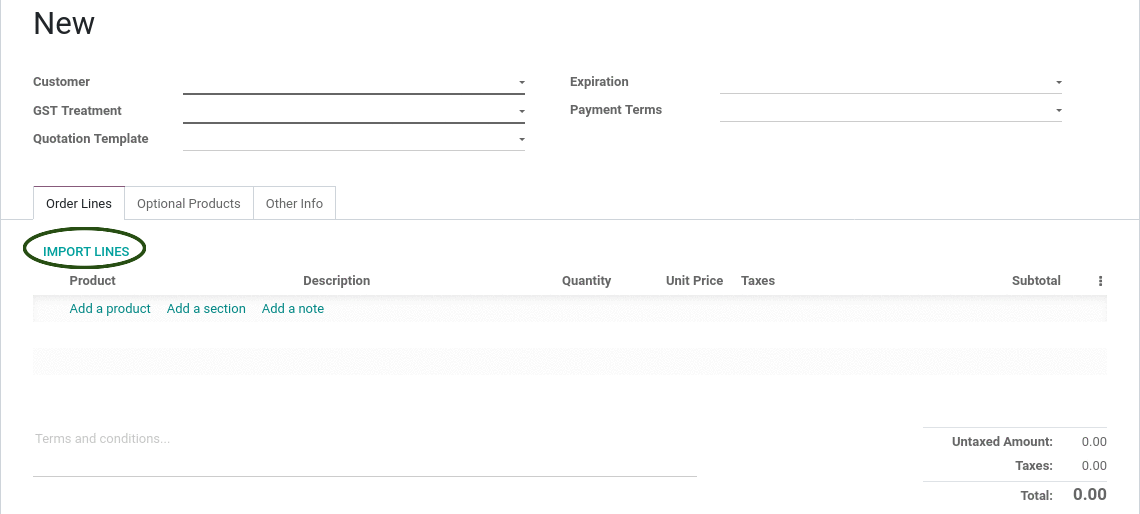 New
Customer
Expiration
GST Treatment
Payment Terms
Quotation Template
Order Lines Optional Products Other Info
IMPORT LINES
Product Description Quantity Unit Price Taxes Subtotal
Add a product Add a section Add a note
Terms and conditions...
Untaxed Amount: 0.00
Taxes: 0.00
Total: 0.00